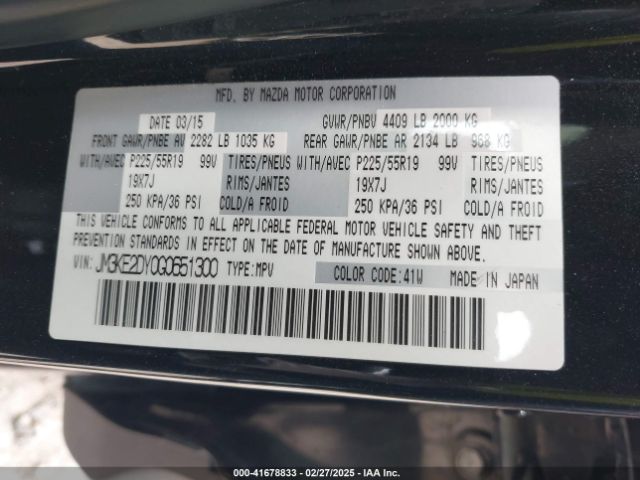 MFD. BY MAZDA MOTOR CORPORATION
DATE 03/15 GVWR/PNBV 4409 LB 2000 KG
FRONT GAWR/PNBE AV 2282 LB 1035 KG REAR GAWR/PNBE AR 2134 LB 968 KG
WITH/AVEC P225/55R19 99V TIRES/PNEUS WITH/AVEC P225/55R19 99V TIRES/PNEUS
19X7J RIMS/JANTES 19X7J RIMS/JANTES
250 KPA/36 PSI COLD/A FROID 250 KPA/36 PSI COLD/A FROID
THIS VEHICLE CONFORMS TO ALL APPLICABLE FEDERAL MOTOR VEHICLE SAFETY AND THEFT
PREVENTION STANDARDS IN EFFECT ON THE DATE OF MANUFACTURE SHOWN ABOVE.
VIN: JM3KE2DY0G0551300 TYPE: MPV COLOR CODE: 41W MADE IN JAPAN
000-41678833 — 02/27/2025 — IAA Inc.